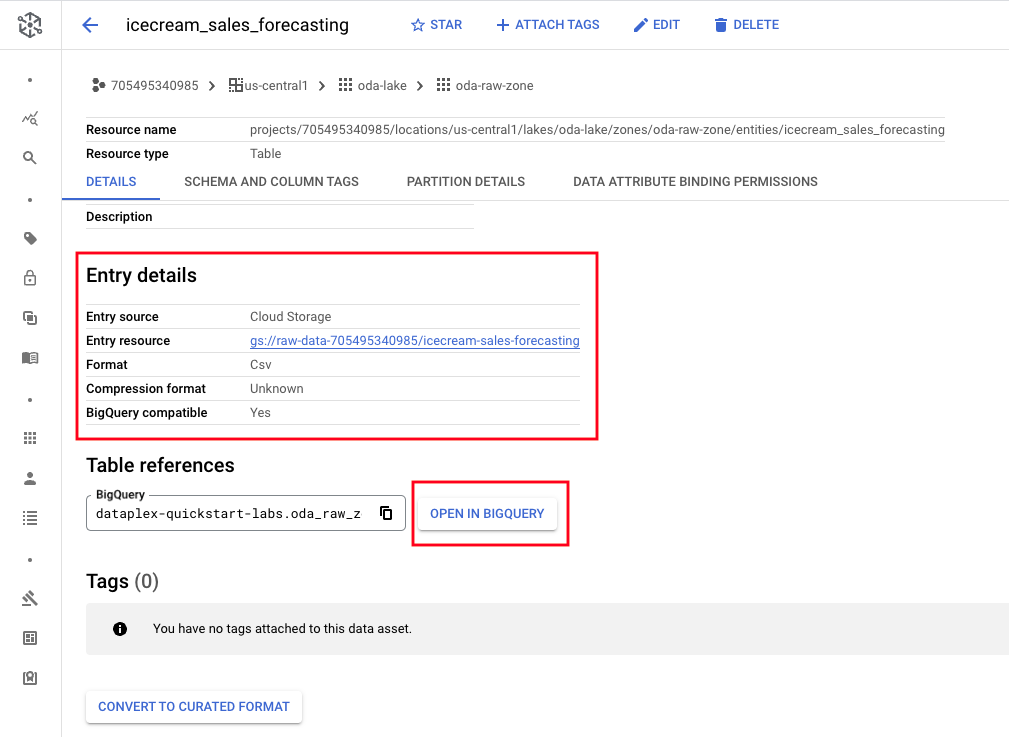 icecream_sales_forecasting STAR ATTACH TAGS EDIT DELETE
705495340985 us-central1 oda-lake oda-raw-zone
Resource name projects/705495340985/locations/us-central1/lakes/oda-lake/zones/oda-raw-zone/entities/icecream_sales_forecasting
Resource type Table
DETAILS SCHEMA AND COLUMN TAGS PARTITION DETAILS DATA ATTRIBUTE BINDING PERMISSIONS
Description
Entry details
Entry source Cloud Storage
Entry resource gs://raw-data-705495340985/icecream-sales-forecasting
Format Csv
Compression format Unknown
BigQuery compatible Yes
Table references
BigQuery
dataplex-quickstart-labs.oda_raw_z OPEN IN BIGQUERY
Tags (0)
You have no tags attached to this data asset.
CONVERT TO CURATED FORMAT